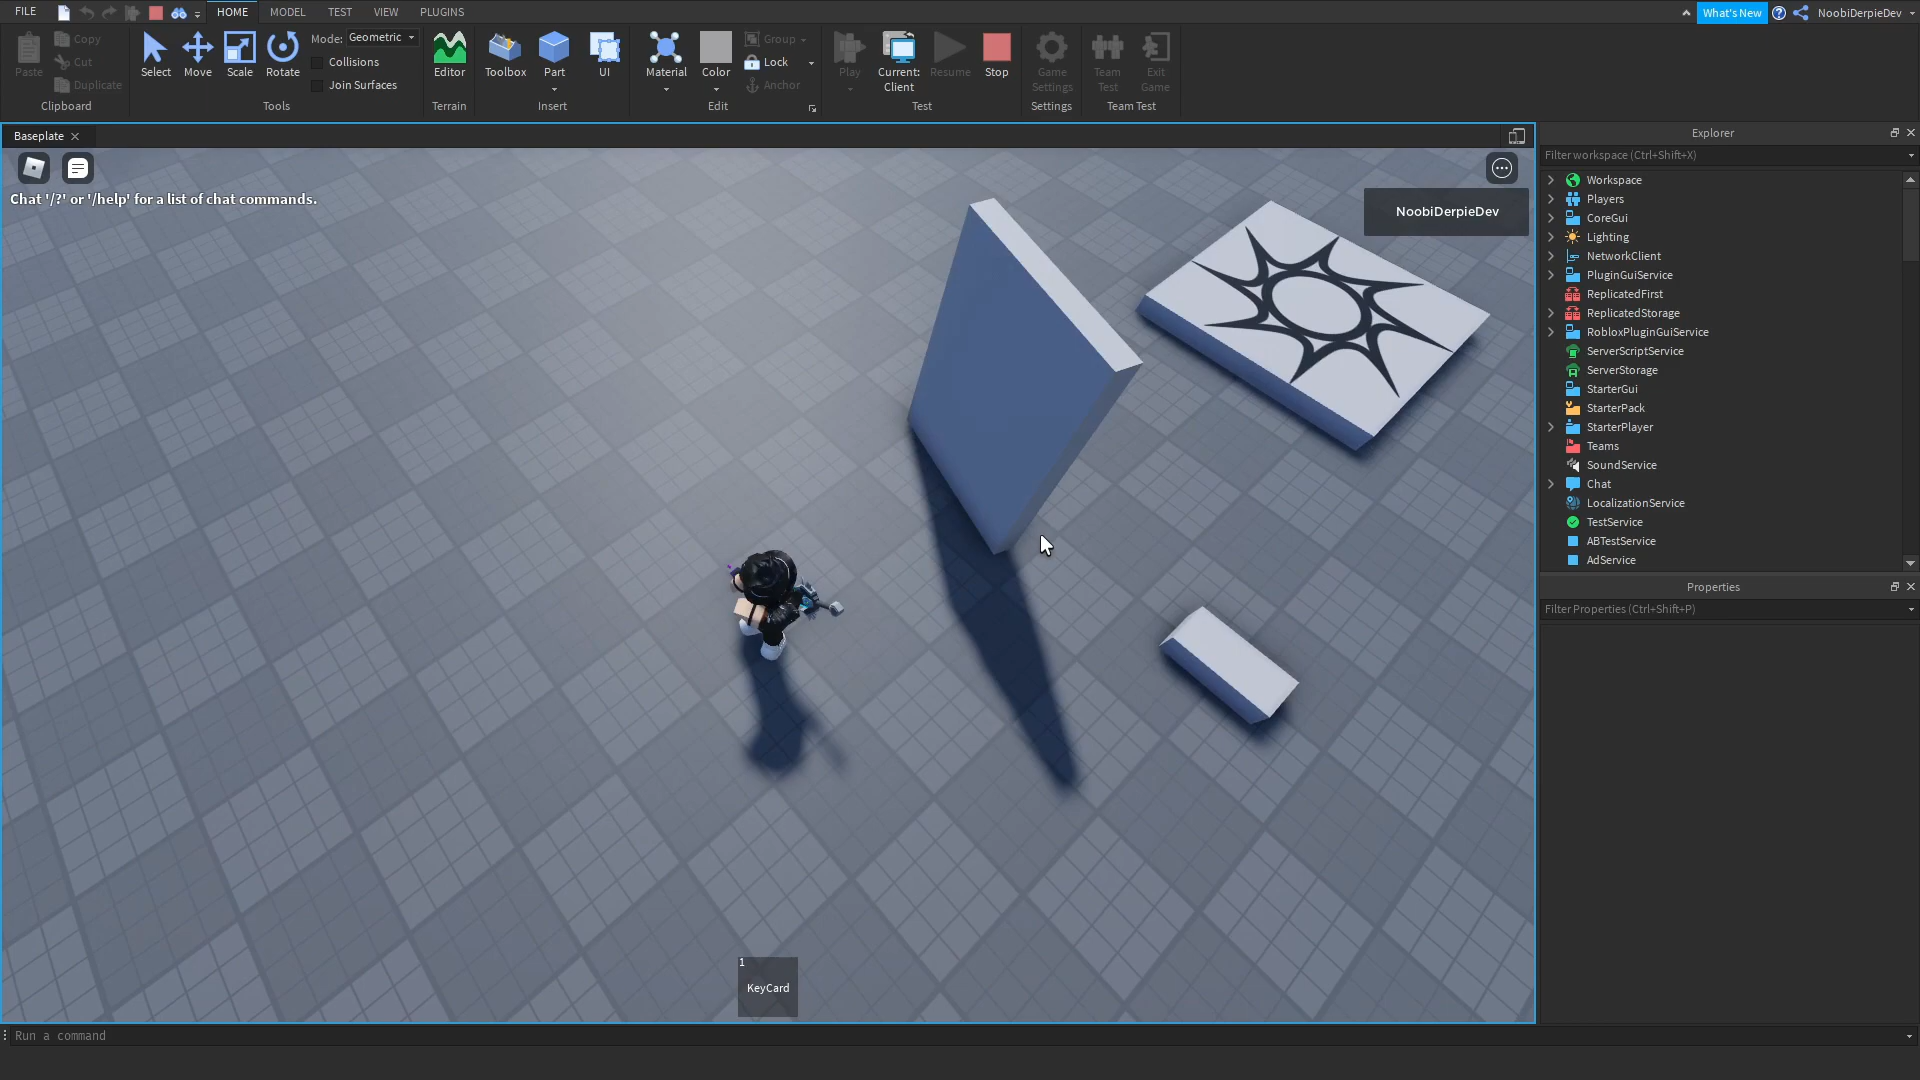 FILE HOME MODEL TEST VIEW PLUGINS What's New NoobiDerpieDev
Paste Copy Cut Duplicate
Clipboard
Select Move Scale Rotate Mode: Geometric
Collisions
Join Surfaces
Tools
Editor
Terrain
Toolbox Part UI
Insert
Material Color Group Lock Anchor
Edit
Play Current: Client Resume Stop
Test
Game Settings
Settings
Team Test Exit Game
Team Test
Baseplate
Chat '/?' or '/help' for a list of chat commands.
NoobiDerpieDev
1
KeyCard
Run a command
Explorer
Filter workspace (Ctrl+Shift+X)
Workspace
Players
CoreGui
Lighting
NetworkClient
PluginGuiService
ReplicatedFirst
ReplicatedStorage
RobloxPluginGuiService
ServerScriptService
ServerStorage
StarterGui
StarterPack
StarterPlayer
Teams
SoundService
Chat
LocalizationService
TestService
ABTestService
AdService
Properties
Filter Properties (Ctrl+Shift+P)